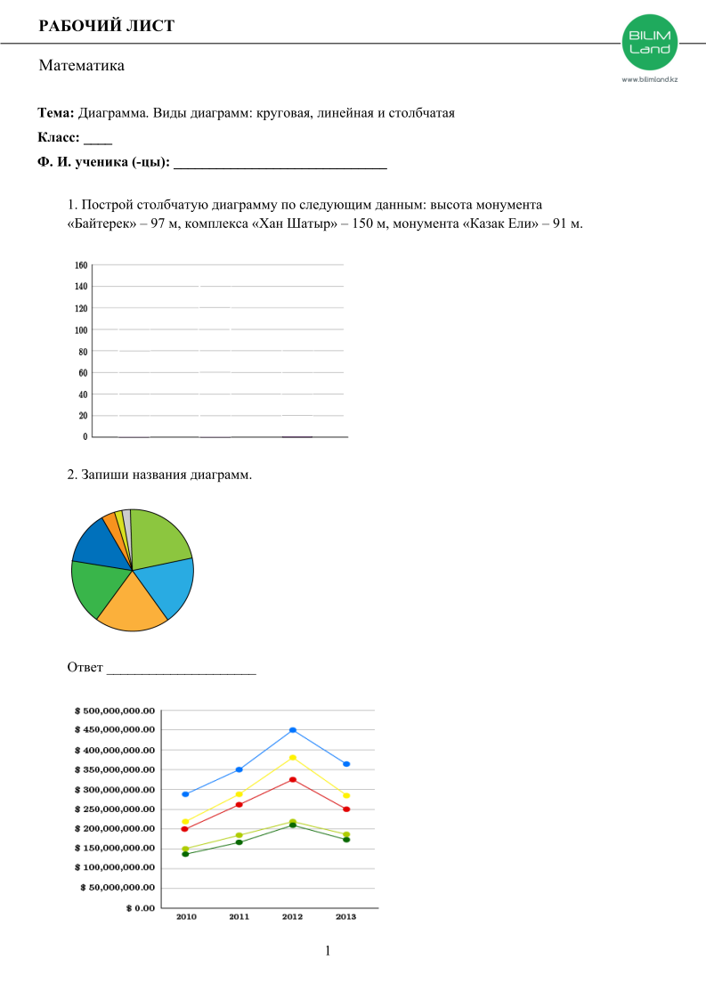 РАБОЧИЙ ЛИСТ
BILIM
Land
Математика
www.bilimland.kz
Тема: Диаграмма. Виды диаграмм: круговая, линейная и столбчатая
Класс: ____
Ф. И. ученика (-цы): ______________________________
1. Построй столбчатую диаграмму по следующим данным: высота монумента
«Байтерек» – 97 м, комплекса «Хан Шатыр» – 150 м, монумента «Казак Ели» – 91 м.
160
140
120
100
80
60
40
20
0
2. Запиши названия диаграмм.
Ответ _____________________
$ 500,000,000.00
$ 450,000,000.00
$ 400,000,000.00
$ 350,000,000.00
$ 300,000,000.00
$ 250,000,000.00
$ 200,000,000.00
$ 150,000,000.00
$ 100,000,000.00
$ 50,000,000.00
$ 0.00
2010 2011 2012 2013
1